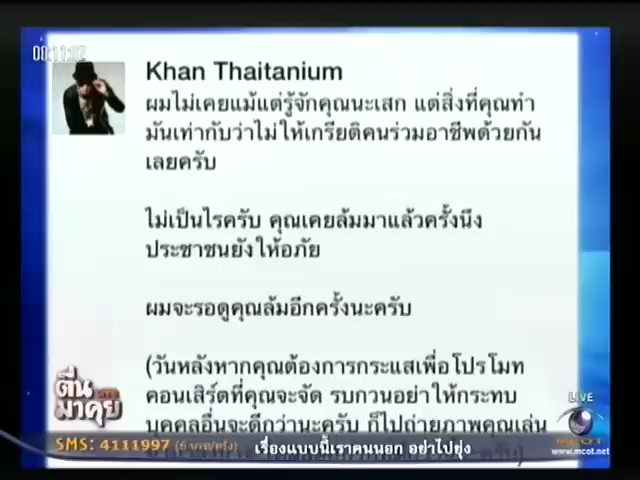 00:11:02
Khan Thaitanium
ผมไม่เคยแม้แต่รู้จักคุณนะเสก แต่สิ่งที่คุณทำ
มันเท่ากับว่าไม่ให้เกรียติคนร่วมอาชีพด้วยกัน
เลยครับ
ไม่เป็นไรครับ คุณเคยล้มมาแล้วครั้งนึง
ประชาชนยังให้อภัย
ผมจะรอดูคุณล้มอีกครั้งนะครับ
(วันหลังหากคุณต้องการกระแสเพื่อโปรโมท
คอนเสิร์ตที่คุณจะจัด รบกวนอย่าให้กระทบ
บุคคลอื่นจะดีกว่านะครับ ก็ไปถ่ายภาพคุณเล่น
ตื่น
มาคุย
LIVE
MCOT
www.mcot.net
SMS: 4111997 (6 บาท/ครั้ง) เรื่องแบบนี้เราคนนอก อย่าไปยุ่ง